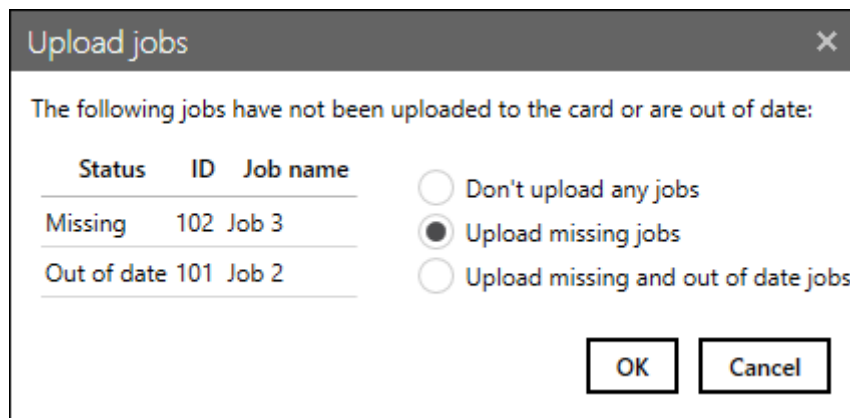 Upload jobs
The following jobs have not been uploaded to the card or are out of date:
Status ID Job name
Missing 102 Job 3
Out of date 101 Job 2
Don't upload any jobs
Upload missing jobs
Upload missing and out of date jobs
OK Cancel